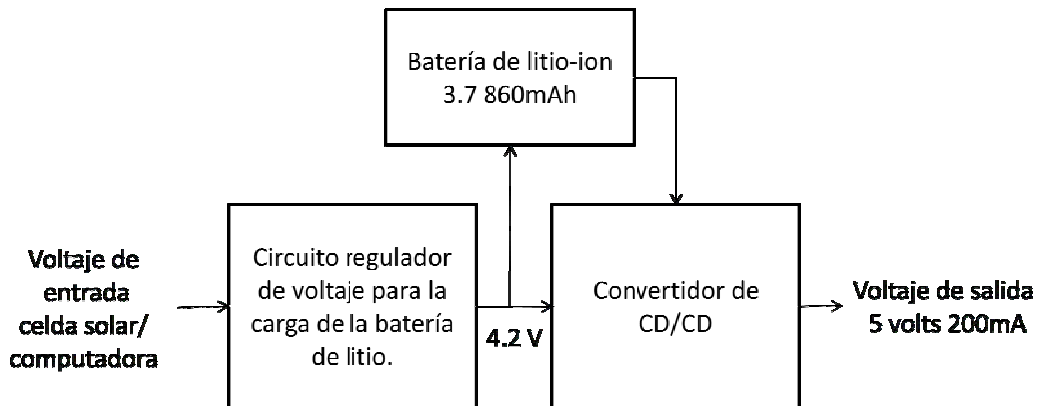 Batería de litio-ion
3.7 860mAh
Voltaje de
entrada
celda solar/
computadora
Circuito regulador
de voltaje para la
carga de la batería
de litio.
4.2 V
Convertidor de
CD/CD
Voltaje de salida
5 volts 200mA